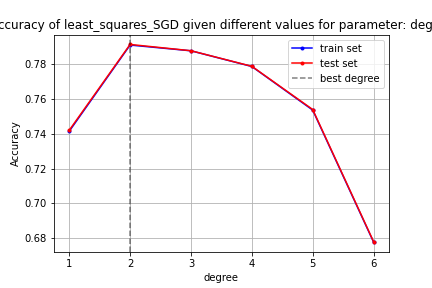 ccuracy of least_squares_SGD given different values for parameter: deg
train set
test set
best degree
0.78
0.76
0.74
0.72
0.70
0.68
Accuracy
1 2 3 4 5 6
degree